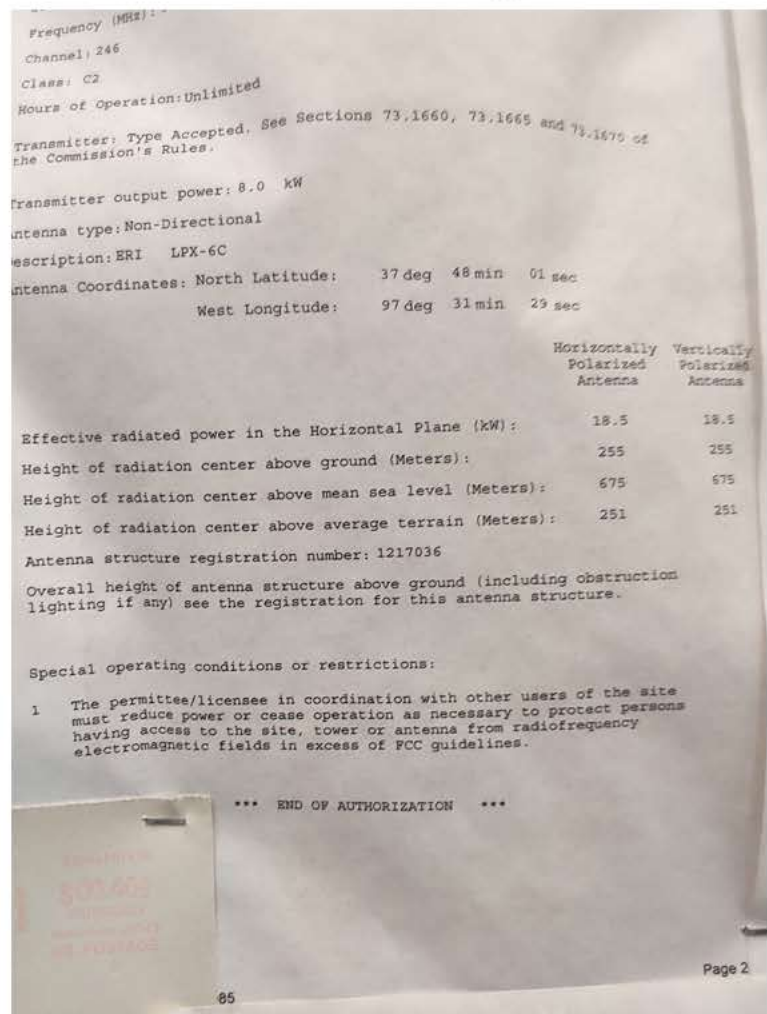 Frequency (MHz):
Channel: 246
Class: C2
Hours of Operation: Unlimited
Transmitter: Type Accepted. See Sections 73.1660, 73.1665 and 73.1670 of
the Commission's Rules.
Transmitter output power: 8.0 kW
ntenna type: Non-Directional
escription: ERI LPX-6C
ntenna Coordinates: North Latitude: 37 deg 48 min 01 sec
West Longitude: 97 deg 31 min 29 sec
Horizontally Vertically
Polarized Polarized
Antenna Antenna
Effective radiated power in the Horizontal Plane (kW): 18.5 18.5
Height of radiation center above ground (Meters): 255 255
Height of radiation center above mean sea level (Meters): 675 675
Height of radiation center above average terrain (Meters): 251 251
Antenna structure registration number: 1217036
Overall height of antenna structure above ground (including obstruction
lighting if any) see the registration for this antenna structure.
Special operating conditions or restrictions:
1 The permittee/licensee in coordination with other users of the site
must reduce power or cease operation as necessary to protect persons
having access to the site, tower or antenna from radiofrequency
electromagnetic fields in excess of FCC guidelines.
*** END OF AUTHORIZATION ***
Page 2
85